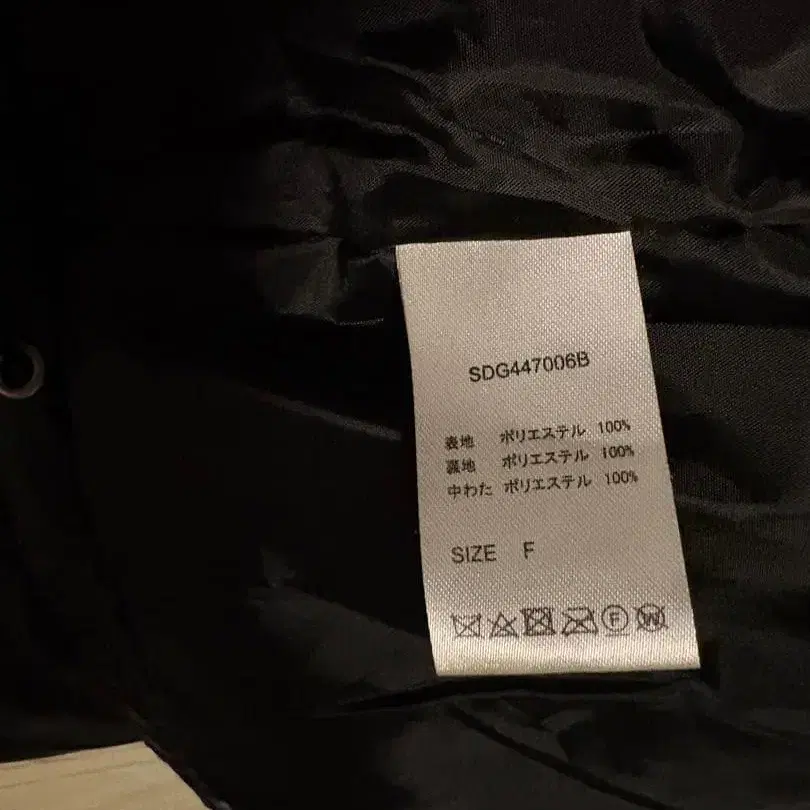 SDG447006B
表地 ポリエステル 100%
裏地 ポリエステル 100%
中わた ポリエステル 100%
SIZE F
F W